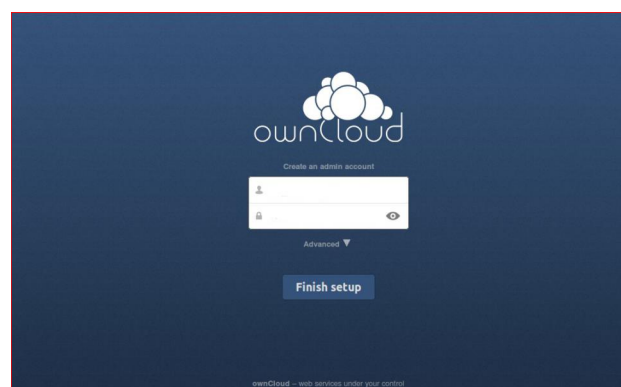 ownCloud
Create an admin account
Advanced ▼
Finish setup
ownCloud – web services under your control